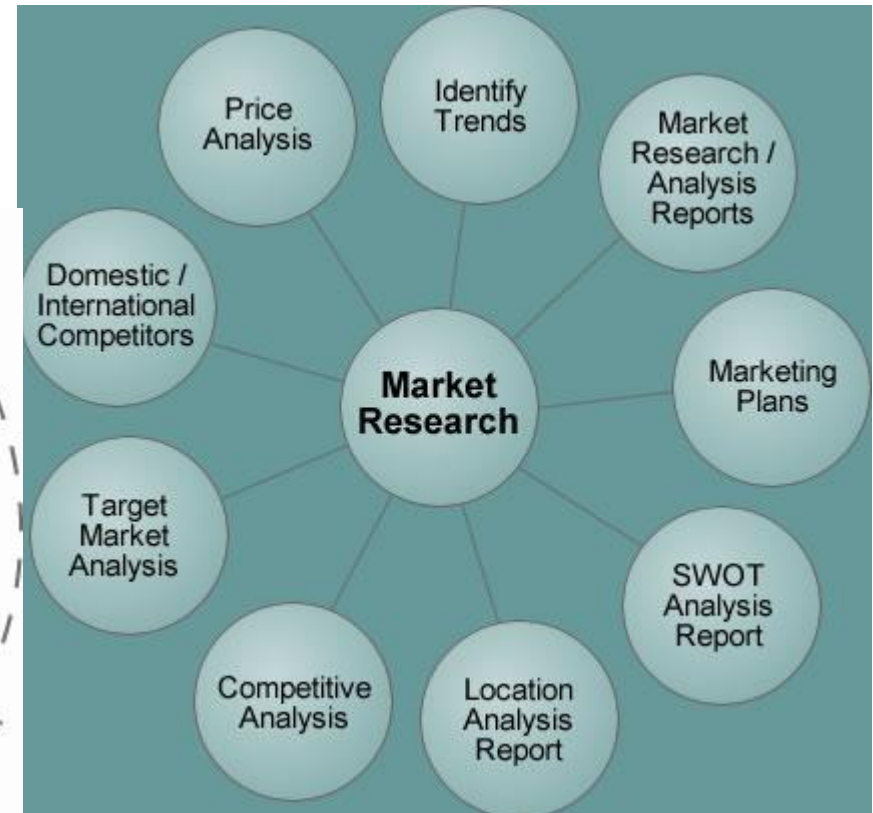 Identify
Trends
Price
Analysis
Market
Research /
Analysis
Reports
Domestic /
International
Competitors
Marketing
Plans
Market
Research
Target
Market
Analysis
SWOT
Analysis
Report
Competitive
Analysis
Location
Analysis
Report